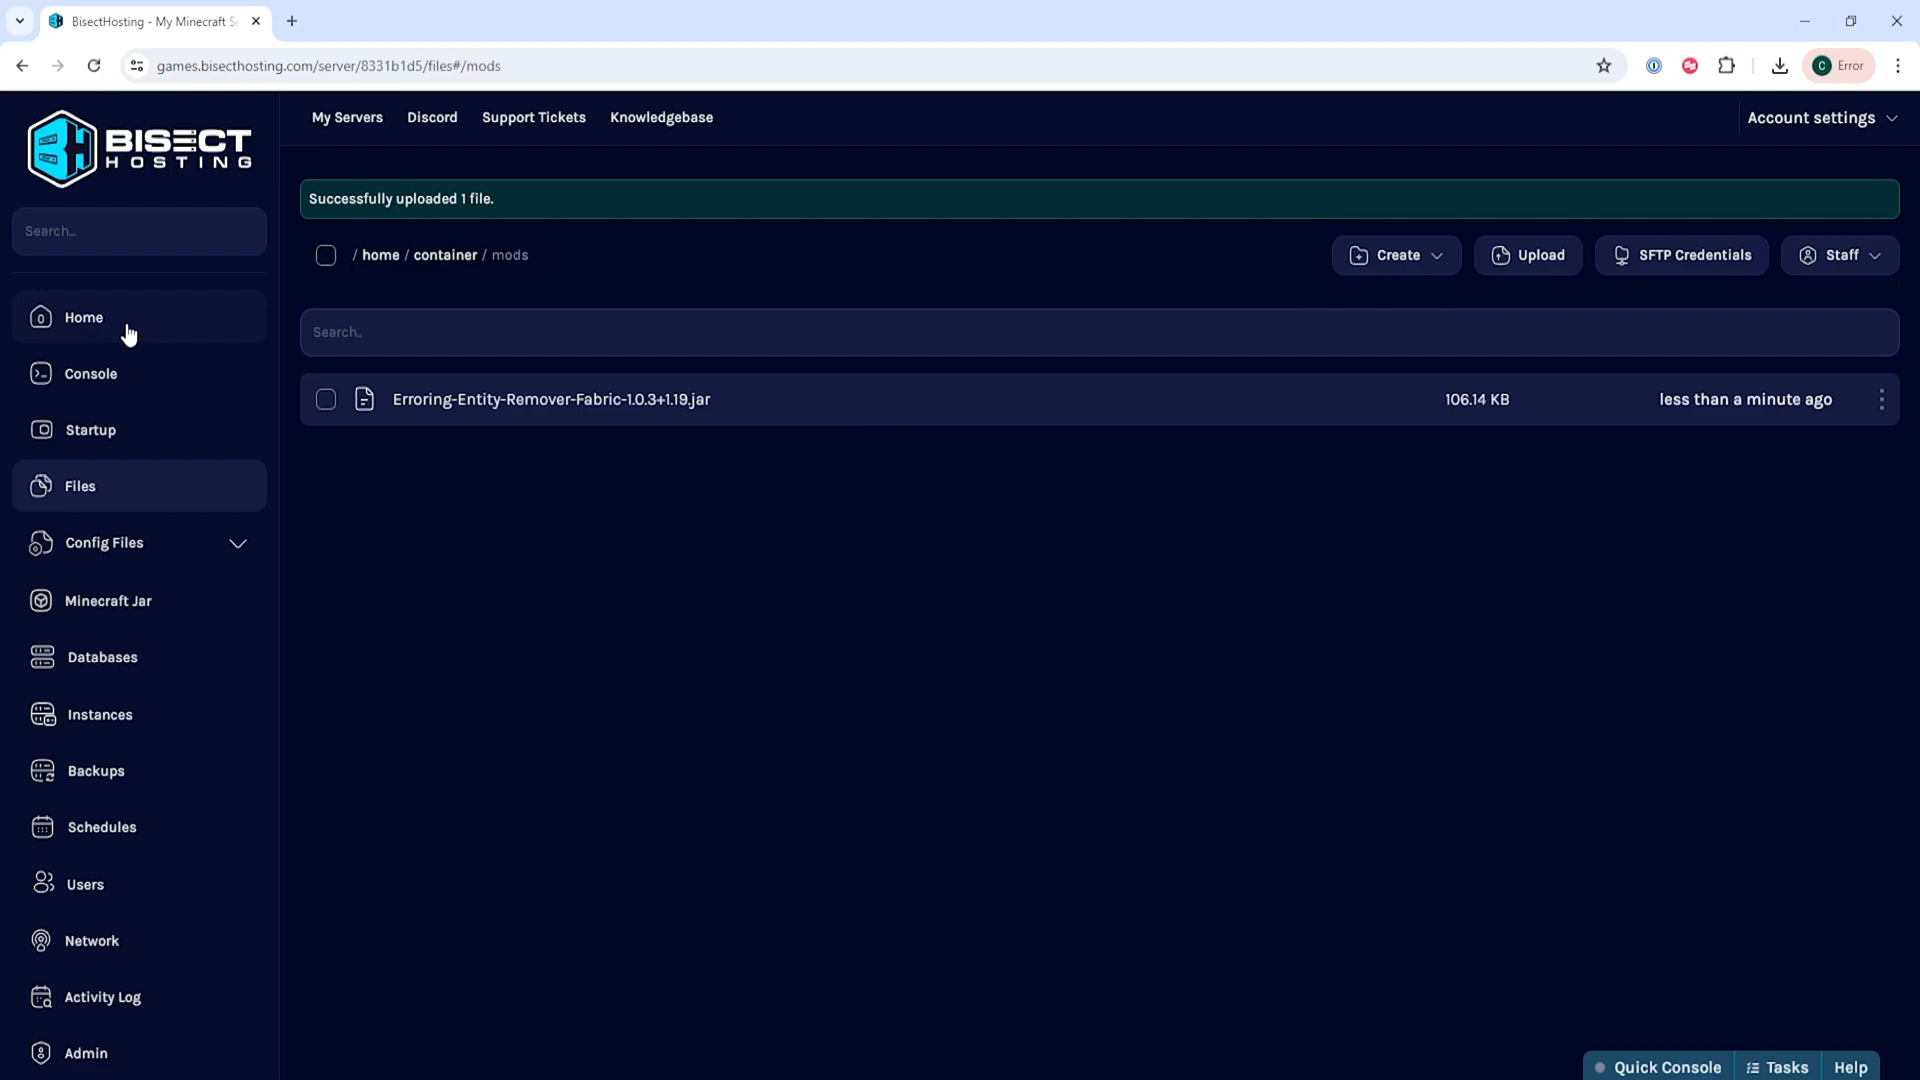 BisectHosting - My Minecraft S
games.bisecthosting.com/server/8331b1d5/files#/mods
C Error
BISECT
HOSTING
My Servers Discord Support Tickets Knowledgebase
Account settings
Search...
Successfully uploaded 1 file.
/ home / container / mods
Create
Upload
SFTP Credentials
Staff
Search..
Erroring-Entity-Remover-Fabric-1.0.3+1.19.jar 106.14 KB less than a minute ago
Home
Console
Startup
Files
Config Files
Minecraft Jar
Databases
Instances
Backups
Schedules
Users
Network
Activity Log
Admin
Quick Console Tasks Help